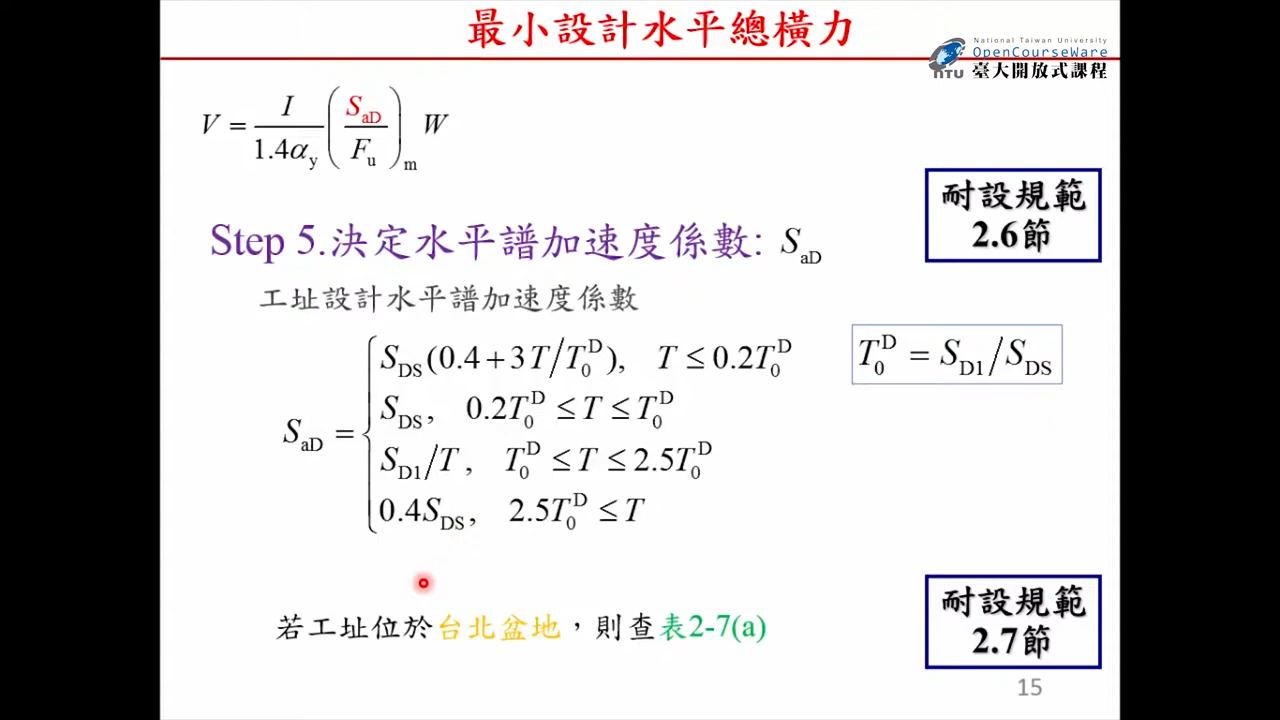 最小設計水平總橫力
National Taiwan University
OpenCourseWare
NTU 臺大開放式課程
V = I / 1.4α_y (S_aD / F_u)_m W
耐設規範
2.6節
Step 5.決定水平譜加速度係數: S_aD
工址設計水平譜加速度係數
S_aD = { S_DS(0.4+3T/T_0^D), T ≤ 0.2T_0^D
S_DS, 0.2T_0^D ≤ T ≤ T_0^D
S_D1/T, T_0^D ≤ T ≤ 2.5T_0^D
0.4S_DS, 2.5T_0^D ≤ T
T_0^D = S_D1/S_DS
若工址位於台北盆地，則查表2-7(a)
耐設規範
2.7節
15